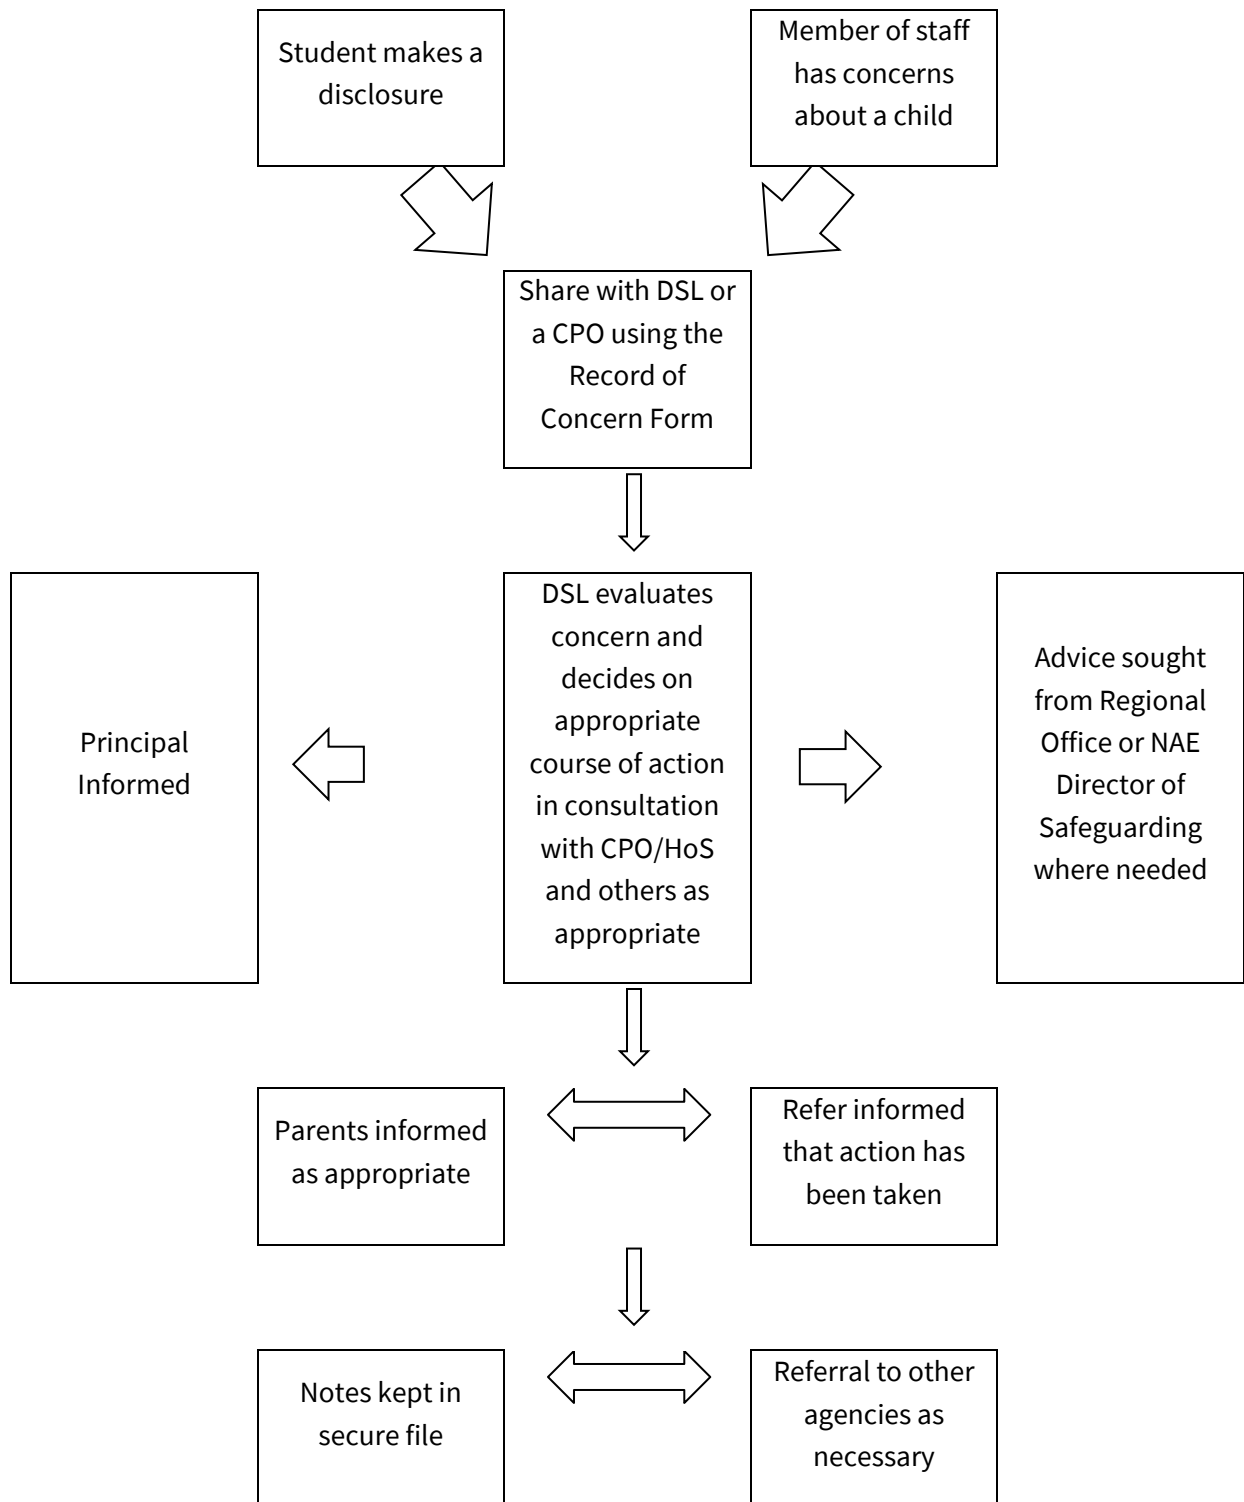 Student makes a
disclosure
Member of staff
has concerns
about a child
Share with DSL or
a CPO using the
Record of
Concern Form
Principal
Informed
DSL evaluates
concern and
decides on
appropriate
course of action
in consultation
with CPO/HoS
and others as
appropriate
Advice sought
from Regional
Office or NAE
Director of
Safeguarding
where needed
Parents informed
as appropriate
Refer informed
that action has
been taken
Notes kept in
secure file
Referral to other
agencies as
necessary